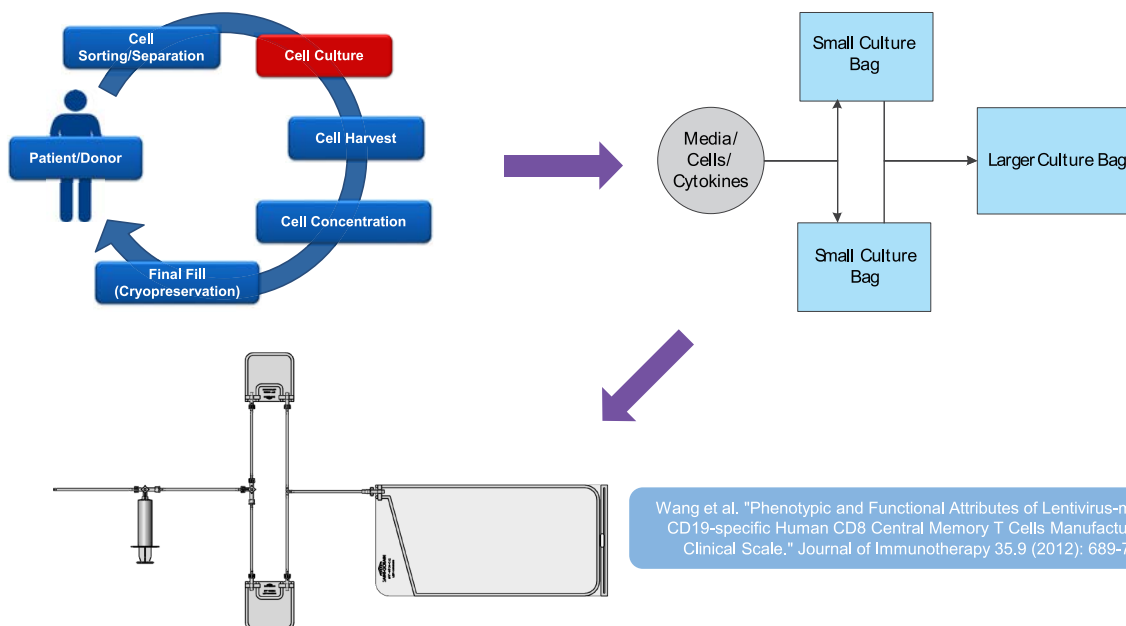 Cell
Sorting/Separation
Cell Culture
Patient/Donor
Cell Harvest
Cell Concentration
Final Fill
(Cryopreservation)
Media/
Cells/
Cytokines
Small Culture
Bag
Larger Culture Bag
Small Culture
Bag
Wang et al. "Phenotypic and Functional Attributes of Lentivirus-m
CD19-specific Human CD8 Central Memory T Cells Manufactu
Clinical Scale." Journal of Immunotherapy 35.9 (2012): 689-7